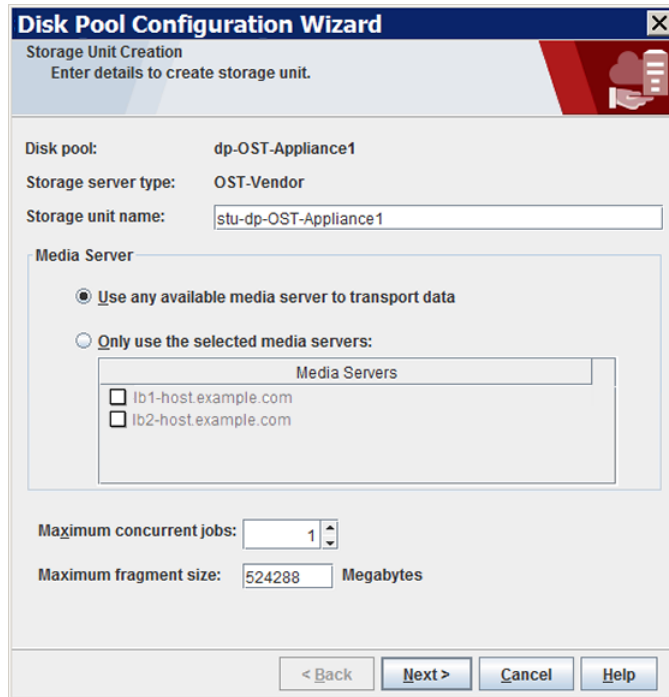 Disk Pool Configuration Wizard
Storage Unit Creation
Enter details to create storage unit.
Disk pool: dp-OST-Appliance1
Storage server type: OST-Vendor
Storage unit name: stu-dp-OST-Appliance1
Media Server
Use any available media server to transport data
Only use the selected media servers:
Media Servers
lb1-host.example.com
lb2-host.example.com
Maximum concurrent jobs: 1
Maximum fragment size: 524288 Megabytes
< Back Next > Cancel Help